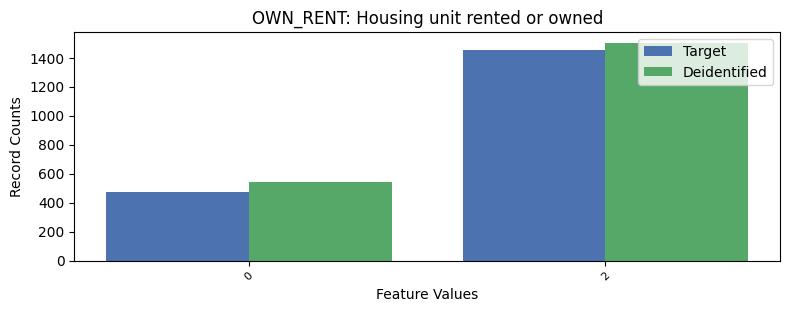 OWN_RENT: Housing unit rented or owned
Target
Deidentified
Record Counts
1400
1200
1000
800
600
400
200
0
0
2
Feature Values